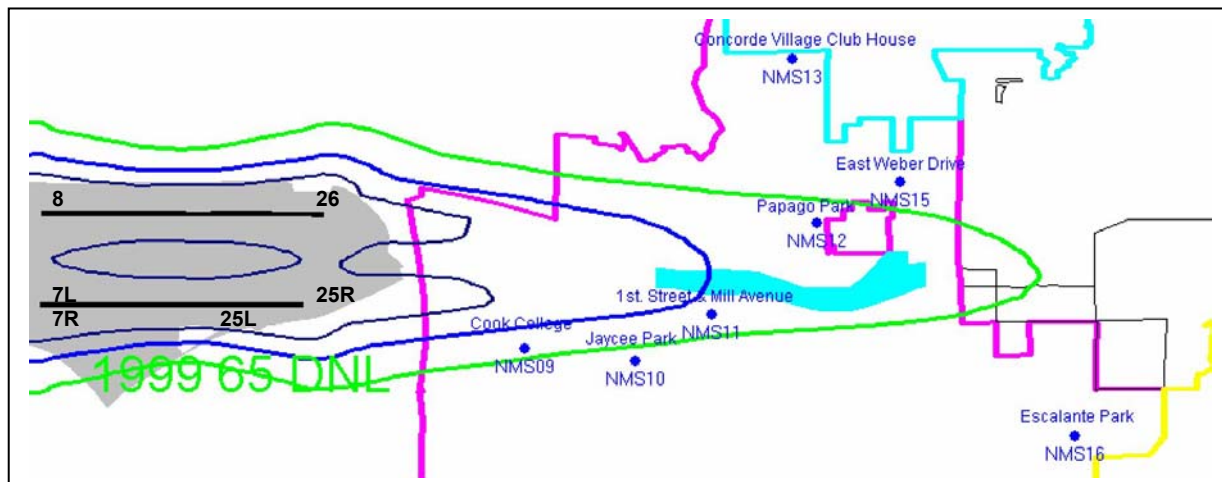 Concorde Village Club House
NMS13
East Weber Drive
NMS15
8
26
Papago Park
NMS12
7L
25R
1st. Street & Mill Avenue
7R
25L
NMS11
Cook College
Jaycee Park
NMS09
NMS10
1999 65 DNL
Escalante Park
NMS16